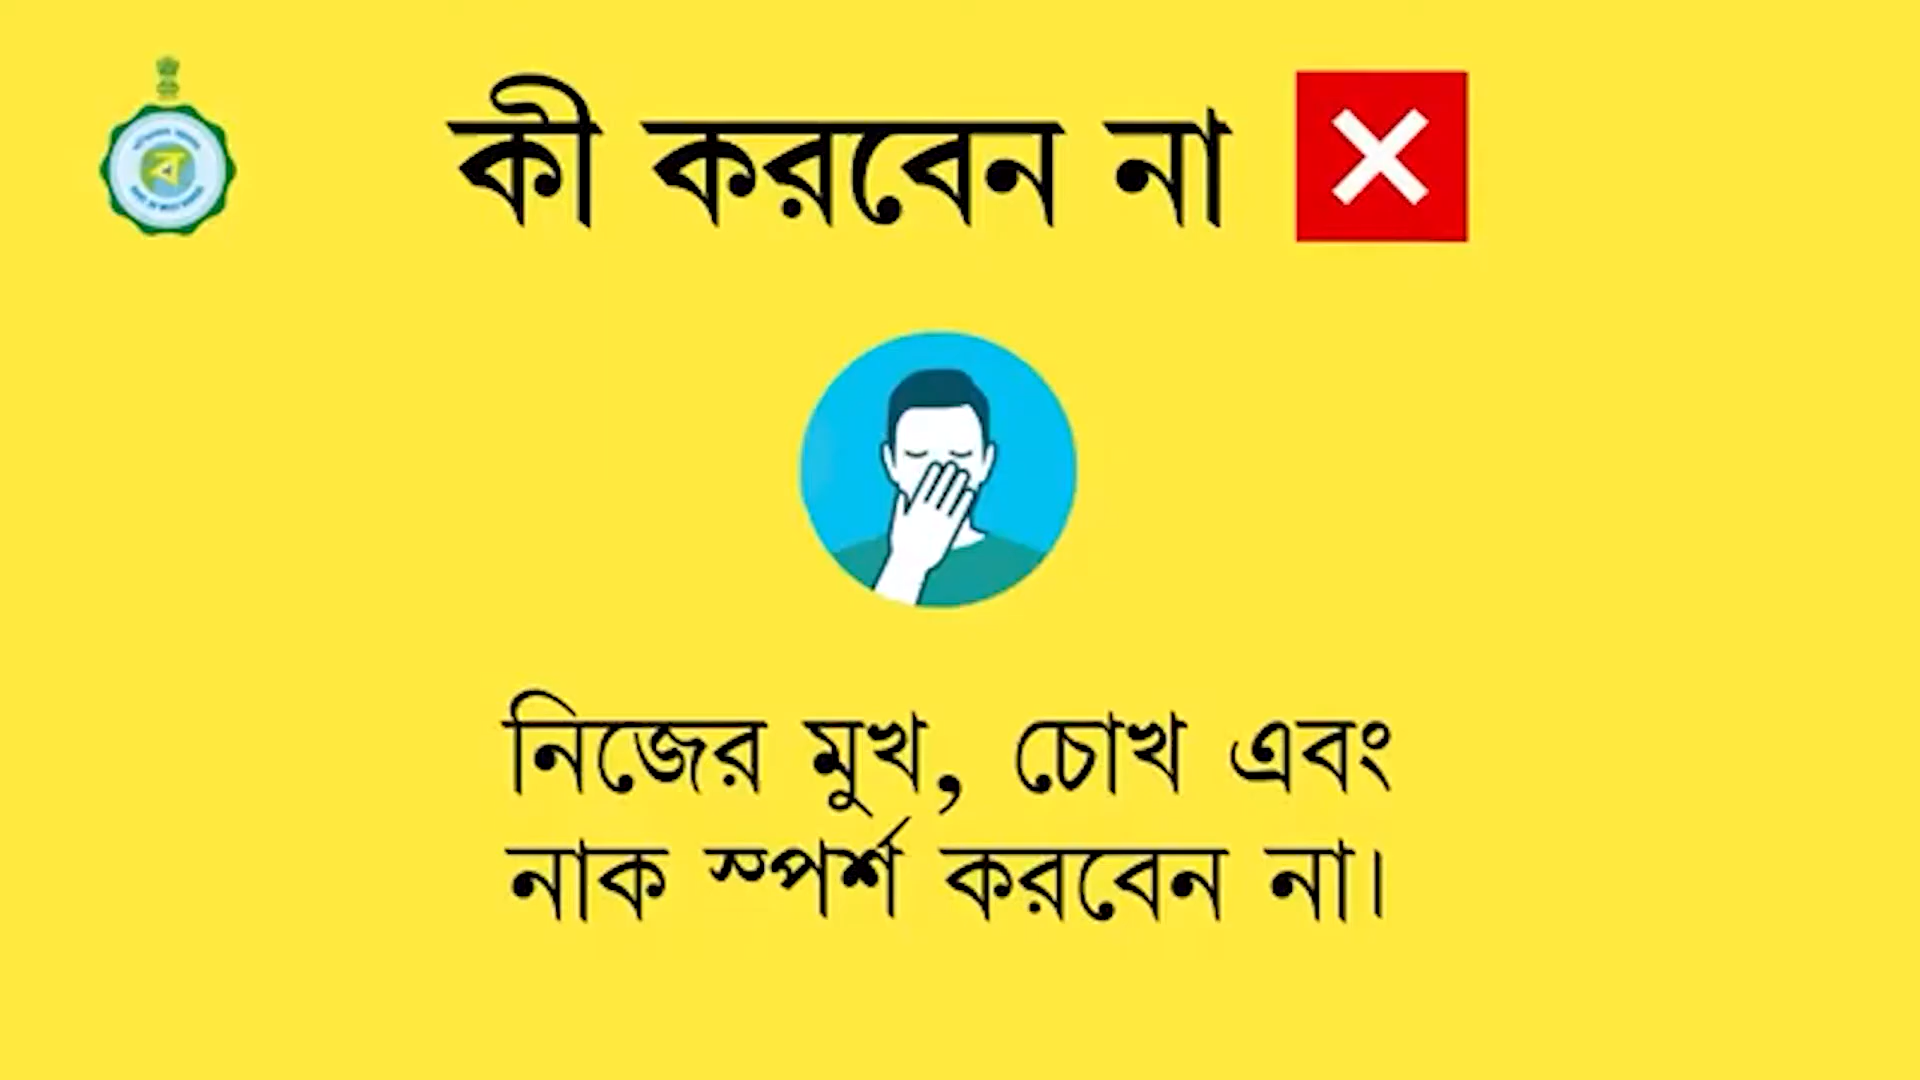 কী করবেন না
নিজের মুখ, চোখ এবং
নাক স্পর্শ করবেন না।
ব